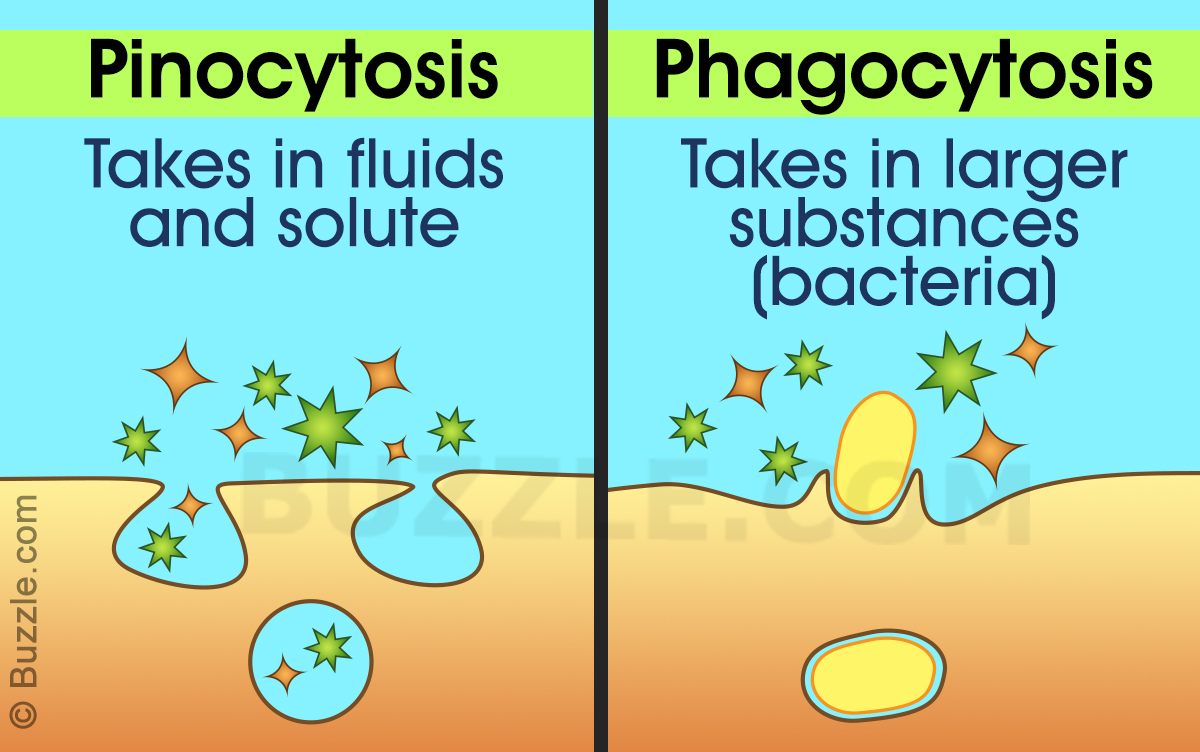 Pinocytosis
Takes in fluids
and solute
Phagocytosis
Takes in larger
substances
(bacteria)
BUZZLE.COM
© Buzzle.com